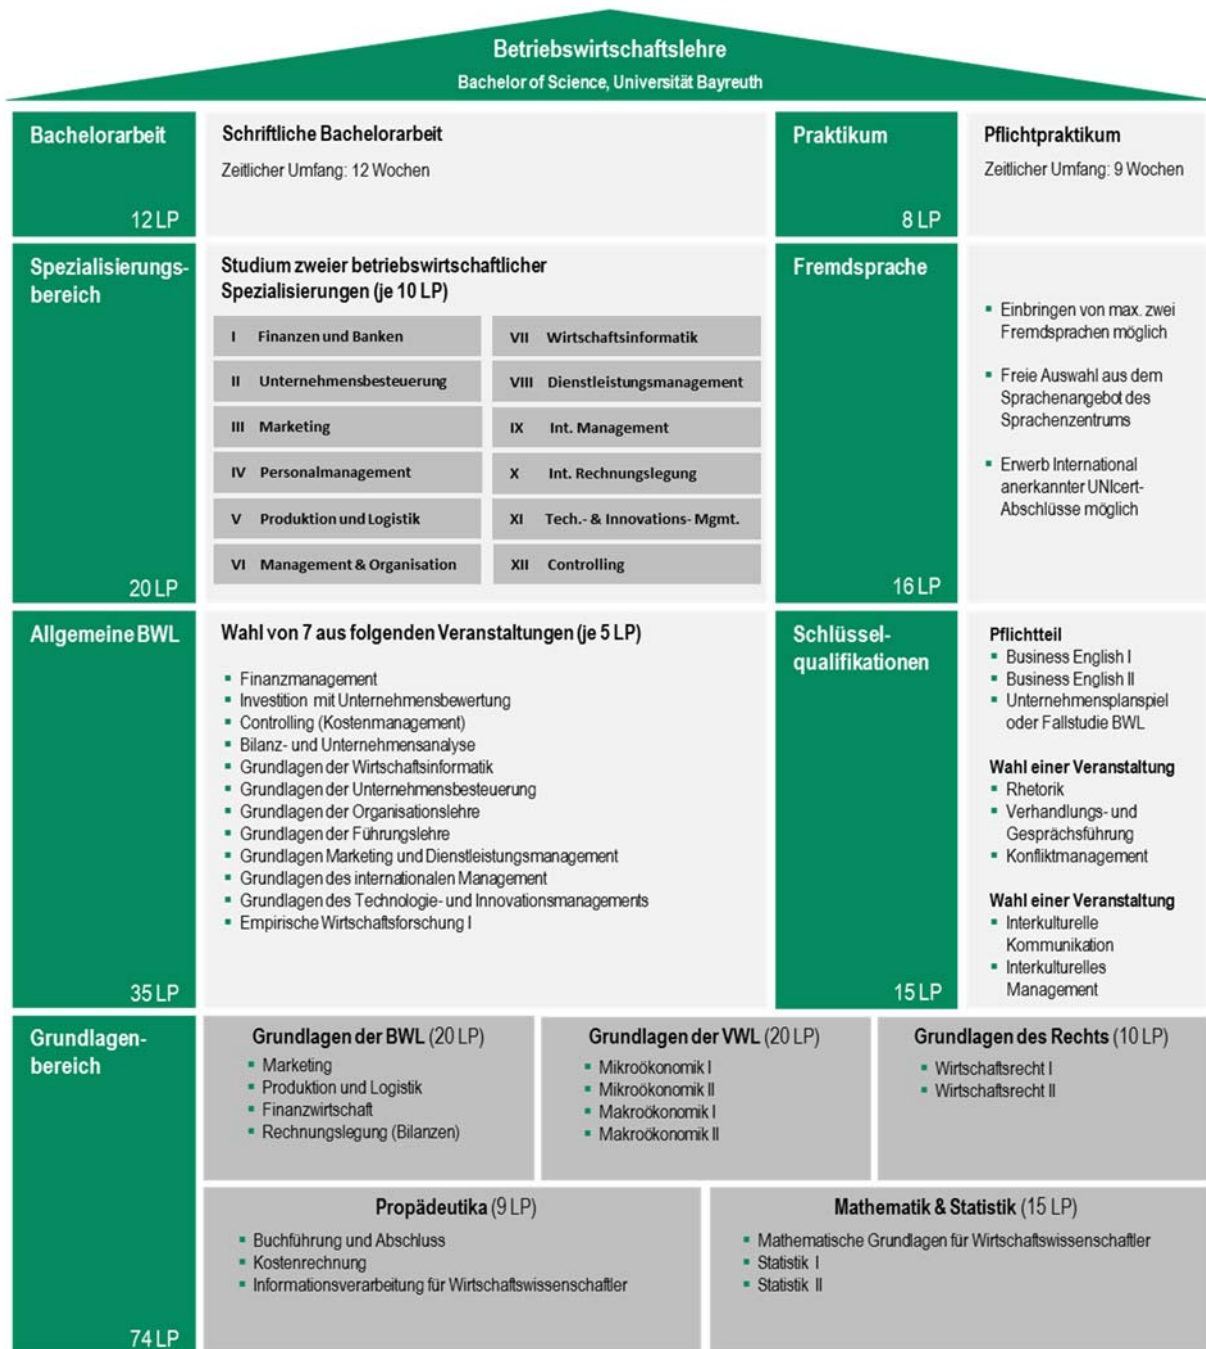 Betriebswirtschaftslehre
Bachelor of Science, Universität Bayreuth
Bachelorarbeit
12 LP
Schriftliche Bachelorarbeit
Zeitlicher Umfang: 12 Wochen
Praktikum
8 LP
Pflichtpraktikum
Zeitlicher Umfang: 9 Wochen
Spezialisierungs-
bereich
20 LP
Studium zweier betriebswirtschaftlicher
Spezialisierungen (je 10 LP)
I Finanzen und Banken
II Unternehmensbesteuerung
III Marketing
IV Personalmanagement
V Produktion und Logistik
VI Management & Organisation
VII Wirtschaftsinformatik
VIII Dienstleistungsmanagement
IX Int. Management
X Int. Rechnungslegung
XI Tech.- & Innovations- Mgmt.
XII Controlling
Fremdsprache
16 LP
▪ Einbringen von max. zwei
Fremdsprachen möglich
▪ Freie Auswahl aus dem
Sprachenangebot des
Sprachenzentrums
▪ Erwerb International
anerkannter UNIcert-
Abschlüsse möglich
Allgemeine BWL
35 LP
Wahl von 7 aus folgenden Veranstaltungen (je 5 LP)
▪ Finanzmanagement
▪ Investition mit Unternehmensbewertung
▪ Controlling (Kostenmanagement)
▪ Bilanz- und Unternehmensanalyse
▪ Grundlagen der Wirtschaftsinformatik
▪ Grundlagen der Unternehmensbesteuerung
▪ Grundlagen der Organisationslehre
▪ Grundlagen der Führungslehre
▪ Grundlagen Marketing und Dienstleistungsmanagement
▪ Grundlagen des internationalen Management
▪ Grundlagen des Technologie- und Innovationsmanagements
▪ Empirische Wirtschaftsforschung I
Schlüssel-
qualifikationen
15 LP
Pflichtteil
▪ Business English I
▪ Business English II
▪ Unternehmensplanspiel
oder Fallstudie BWL
Wahl einer Veranstaltung
▪ Rhetorik
▪ Verhandlungs- und
Gesprächsführung
▪ Konfliktmanagement
Wahl einer Veranstaltung
▪ Interkulturelle
Kommunikation
▪ Interkulturelles
Management
Grundlagen-
bereich
74 LP
Grundlagen der BWL (20 LP)
▪ Marketing
▪ Produktion und Logistik
▪ Finanzwirtschaft
▪ Rechnungslegung (Bilanzen)
Grundlagen der VWL (20 LP)
▪ Mikroökonomik I
▪ Mikroökonomik II
▪ Makroökonomik I
▪ Makroökonomik II
Grundlagen des Rechts (10 LP)
▪ Wirtschaftsrecht I
▪ Wirtschaftsrecht II
Propädeutika (9 LP)
▪ Buchführung und Abschluss
▪ Kostenrechnung
▪ Informationsverarbeitung für Wirtschaftswissenschaftler
Mathematik & Statistik (15 LP)
▪ Mathematische Grundlagen für Wirtschaftswissenschaftler
▪ Statistik I
▪ Statistik II